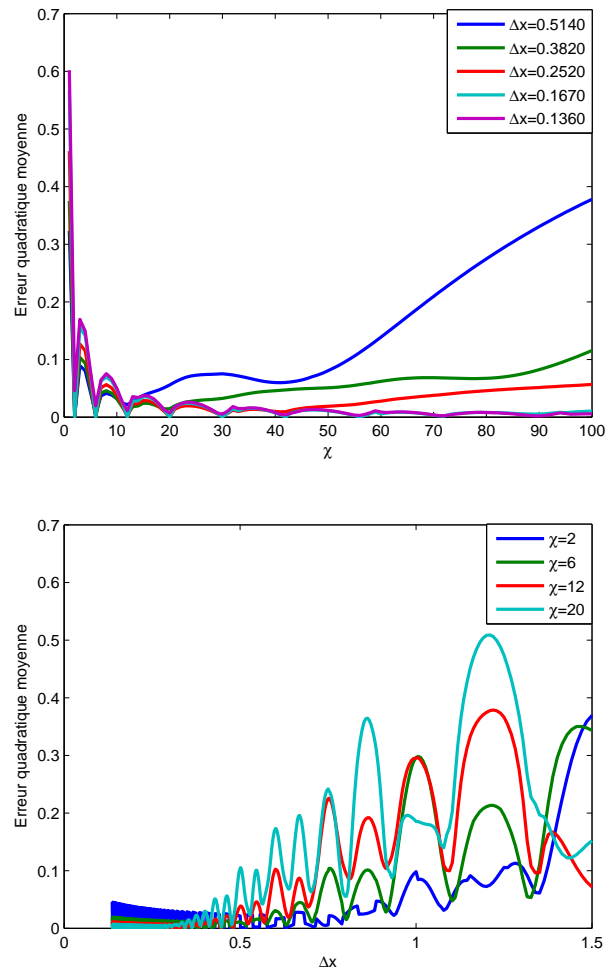 0.7
0.6
0.5
0.4
0.3
0.2
0.1
0
Erreur quadratique moyenne
Δx=0.5140
Δx=0.3820
Δx=0.2520
Δx=0.1670
Δx=0.1360
0 10 20 30 40 50 60 70 80 90 100
χ
0.7
0.6
0.5
0.4
0.3
0.2
0.1
0
Erreur quadratique moyenne
χ=2
χ=6
χ=12
χ=20
0 0.5 1 1.5
Δx